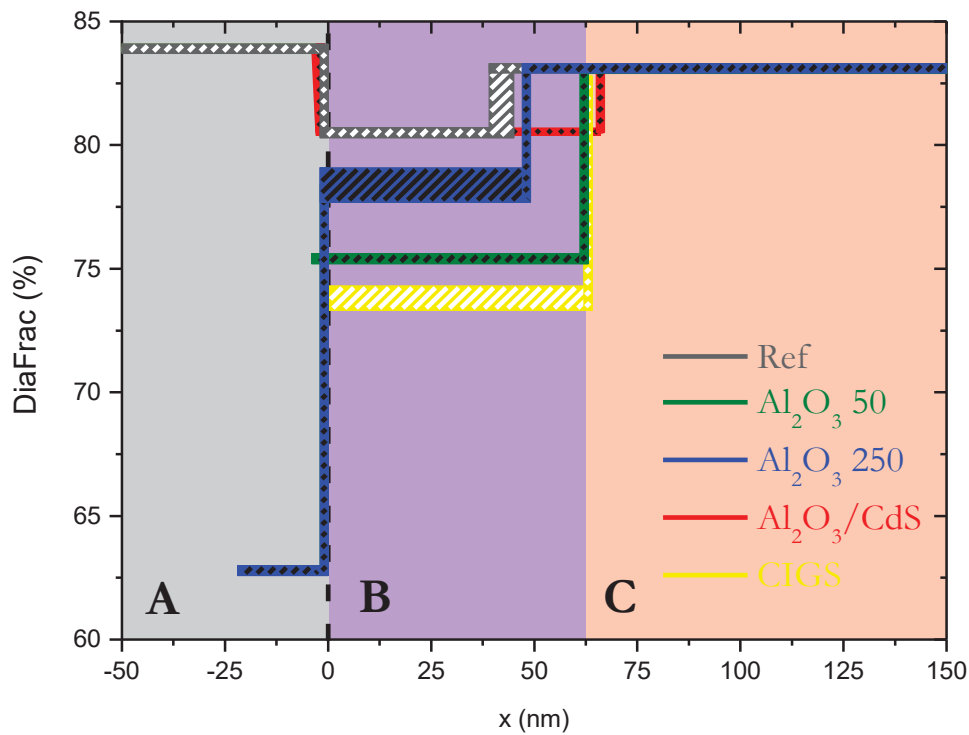 85
80
75
70
65
60
DiaFrac (%)
Ref
Al₂O₃ 50
Al₂O₃ 250
Al₂O₃/CdS
CIGS
A
B
C
-50
-25
0
25
50
75
100
125
150
x (nm)